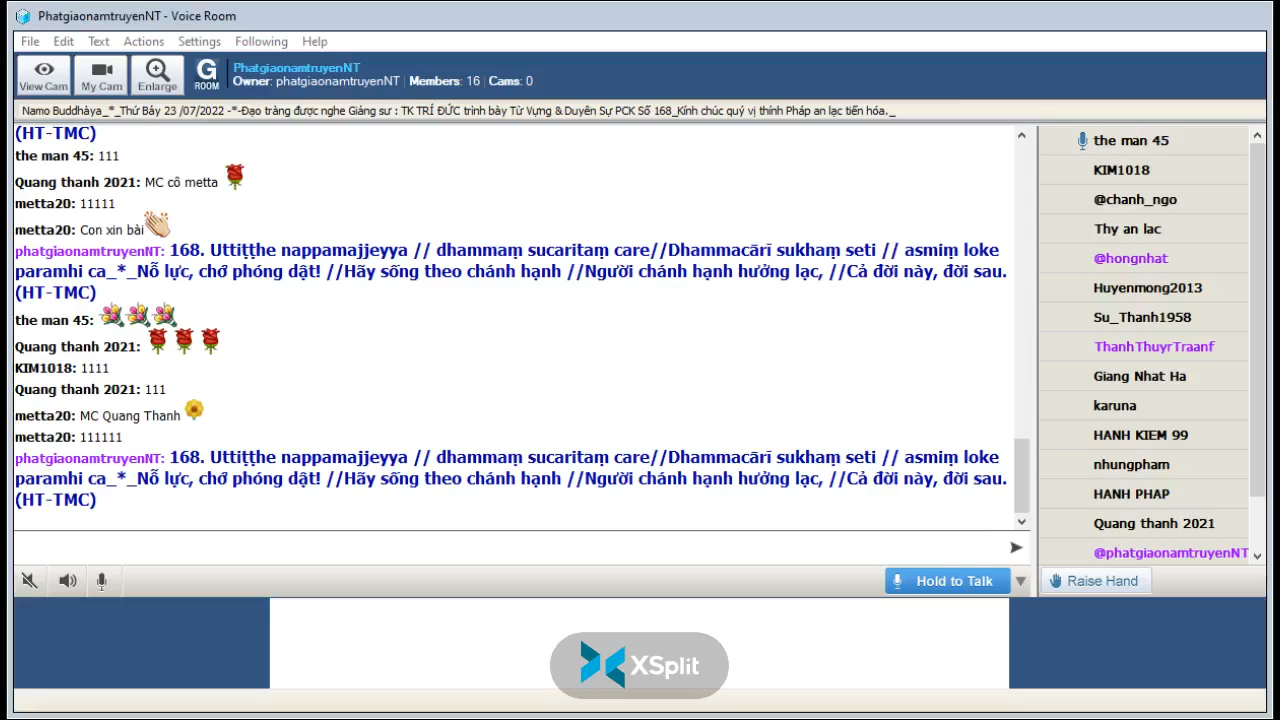 PhatgiaonamtruyenNT - Voice Room
File Edit Text Actions Settings Following Help
View Cam My Cam Enlarge G ROOM
PhatgiaonamtruyenNT
Owner: phatgiaonamtruyenNT | Members: 16 | Cams: 0
Namo Buddhàya_*_Thứ Bảy 23 /07/2022 -*-Đạo tràng được nghe Giảng sư : TK TRÍ ĐỨC trình bày Từ Vựng & Duyên Sự PCK Số 168_Kính chúc quý vị thính Pháp an lạc tiến hóa._
(HT-TMC)
the man 45: 111
Quang thanh 2021: MC cô metta
metta20: 11111
metta20: Con xin bài
phatgiaonamtruyenNT: 168. Uttiṭṭhe nappamajjeyya // dhammaṃ sucaritaṃ care//Dhammacārī sukhaṃ seti // asmiṃ loke
paramhi ca_*_Nỗ lực, chớ phóng dật! //Hãy sống theo chánh hạnh //Người chánh hạnh hưởng lạc, //Cả đời này, đời sau.
(HT-TMC)
the man 45:
Quang thanh 2021:
KIM1018: 1111
Quang thanh 2021: 111
metta20: MC Quang Thanh
metta20: 111111
phatgiaonamtruyenNT: 168. Uttiṭṭhe nappamajjeyya // dhammaṃ sucaritaṃ care//Dhammacārī sukhaṃ seti // asmiṃ loke
paramhi ca_*_Nỗ lực, chớ phóng dật! //Hãy sống theo chánh hạnh //Người chánh hạnh hưởng lạc, //Cả đời này, đời sau.
(HT-TMC)
the man 45
KIM1018
@chanh_ngo
Thy an lac
@hongnhat
Huyenmong2013
Su_Thanh1958
ThanhThuyrTraanf
Giang Nhat Ha
karuna
HANH KIEM 99
nhungpham
HANH PHAP
Quang thanh 2021
@phatgiaonamtruyenNT
Hold to Talk
Raise Hand
XSplit